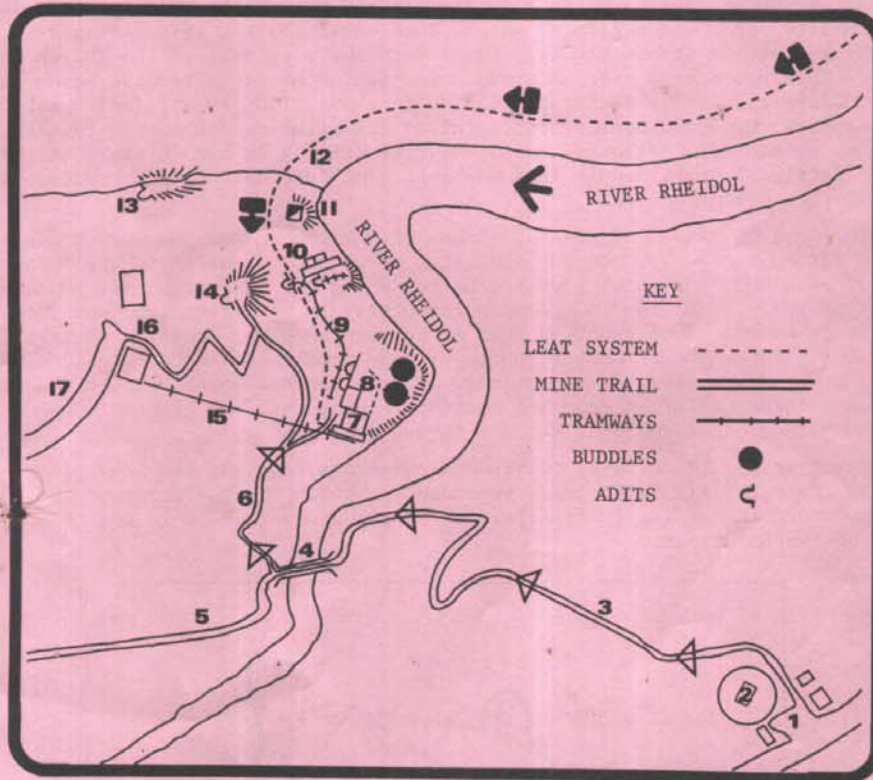 12
RIVER RHEIDOL
13
11
RIVER RHEIDOL
10
14
KEY
9
16
LEAT SYSTEM
17
8
MINE TRAIL
15
7
TRAMWAYS
BUDDLES
6
ADITS
4
5
3
2
1